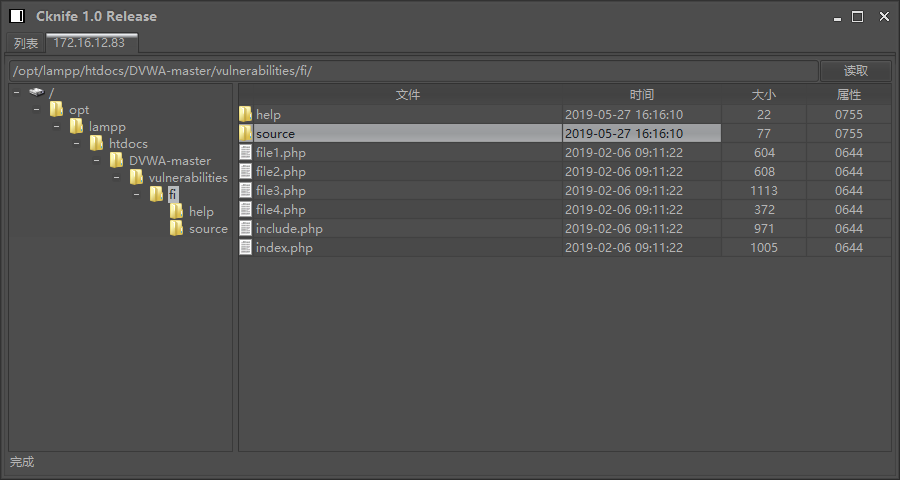 Cknife 1.0 Release
列表 172.16.12.83
/opt/lampp/htdocs/DVWA-master/vulnerabilities/fi/ 读取
/
opt
lampp
htdocs
DVWA-master
vulnerabilities
fi
help
source
文件 时间 大小 属性
help 2019-05-27 16:16:10 22 0755
source 2019-05-27 16:16:10 77 0755
file1.php 2019-02-06 09:11:22 604 0644
file2.php 2019-02-06 09:11:22 608 0644
file3.php 2019-02-06 09:11:22 1113 0644
file4.php 2019-02-06 09:11:22 372 0644
include.php 2019-02-06 09:11:22 971 0644
index.php 2019-02-06 09:11:22 1005 0644
完成